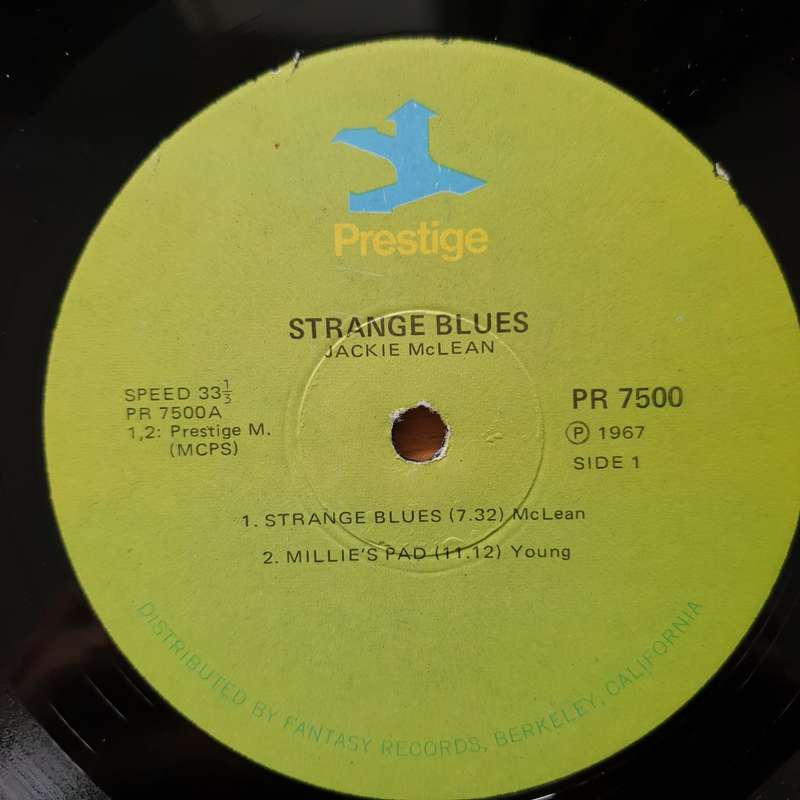 Prestige
STRANGE BLUES
JACKIE McLEAN
SPEED 33⅓
PR 7500A
1,2: Prestige M.
(MCPS)
PR 7500
Ⓟ 1967
SIDE 1
1. STRANGE BLUES (7.32) McLean
2. MILLIE'S PAD (11.12) Young
DISTRIBUTED BY FANTASY RECORDS, BERKELEY, CALIFORNIA